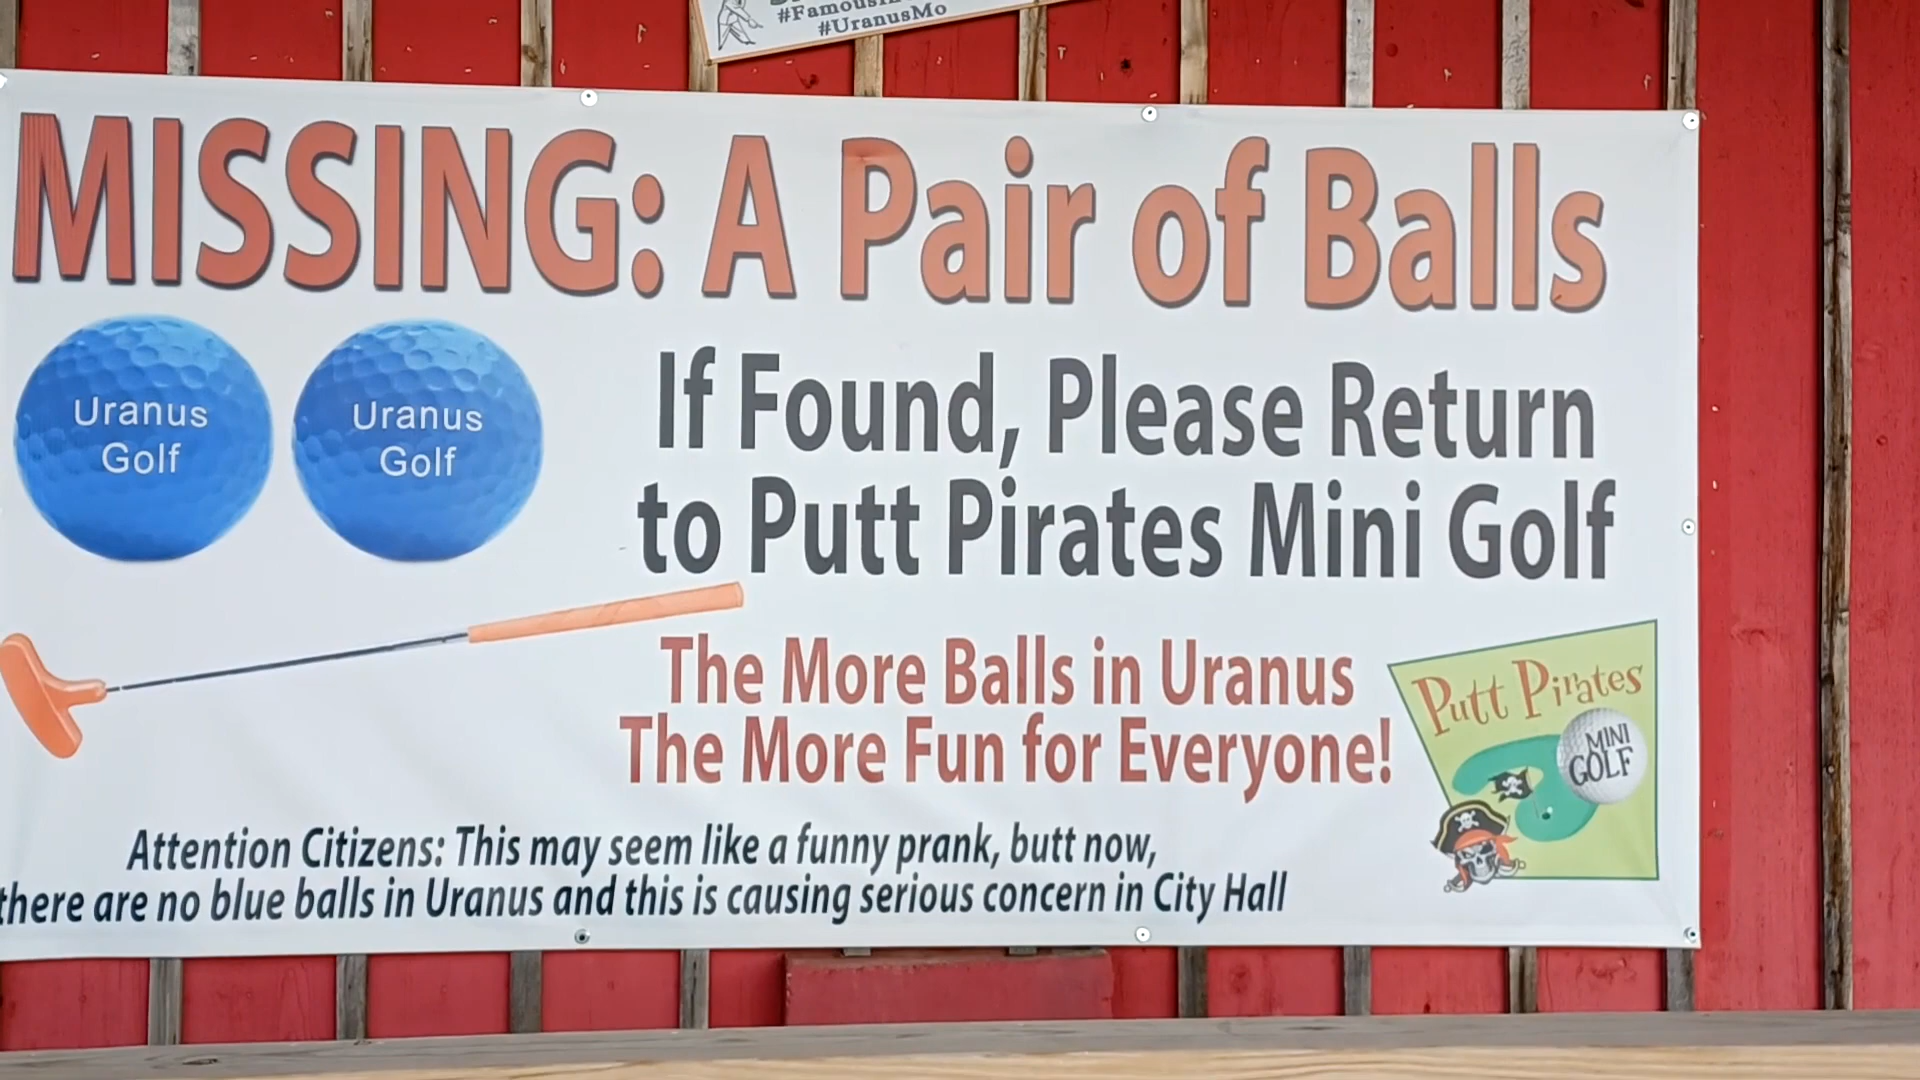 #UranusMo
MISSING: A Pair of Balls
Uranus
Golf
Uranus
Golf
If Found, Please Return
to Putt Pirates Mini Golf
The More Balls in Uranus
The More Fun for Everyone!
Putt Pirates
MINI
GOLF
Attention Citizens: This may seem like a funny prank, butt now,
there are no blue balls in Uranus and this is causing serious concern in City Hall